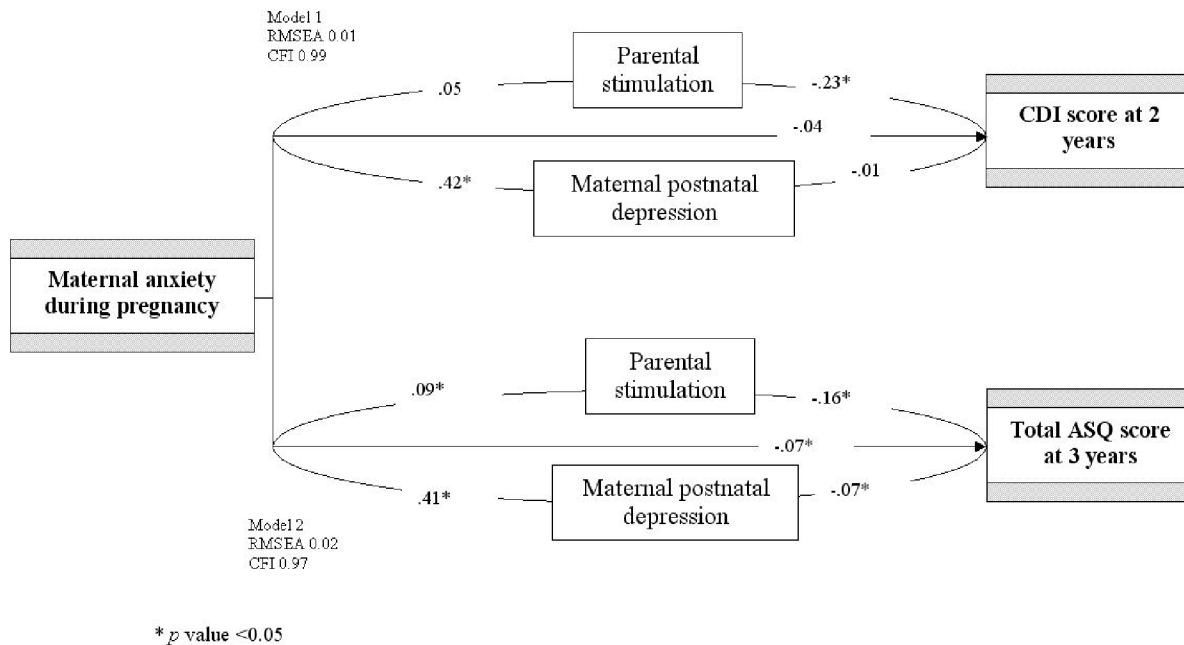 Model 1
RMSEA 0.01
CFI 0.99
Parental
stimulation
.05
-.23*
CDI score at 2
years
-.04
.42*
Maternal postnatal
depression
-.01
Maternal anxiety
during pregnancy
Parental
stimulation
.09*
-.16*
Total ASQ score
at 3 years
-.07*
.41*
Maternal postnatal
depression
-.07*
Model 2
RMSEA 0.02
CFI 0.97
* p value <0.05